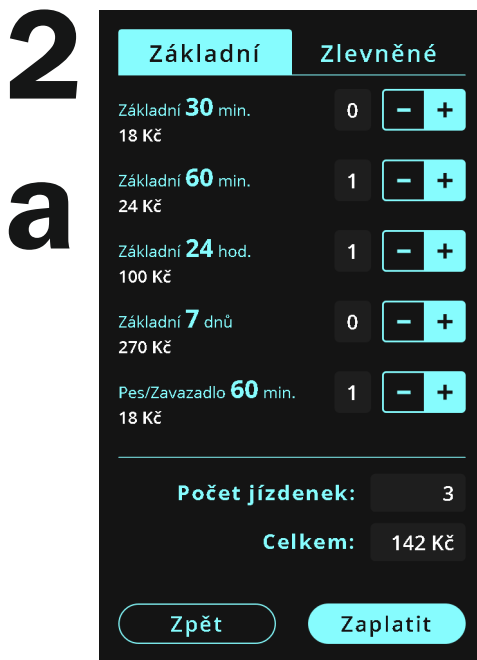 2
a
Základní Zlevněné
Základní 30 min. 0 − +
18 Kč
Základní 60 min. 1 − +
24 Kč
Základní 24 hod. 1 − +
100 Kč
Základní 7 dnů 0 − +
270 Kč
Pes/Zavazadlo 60 min. 1 − +
18 Kč
Počet jízdenek: 3
Celkem: 142 Kč
Zpět Zaplatit